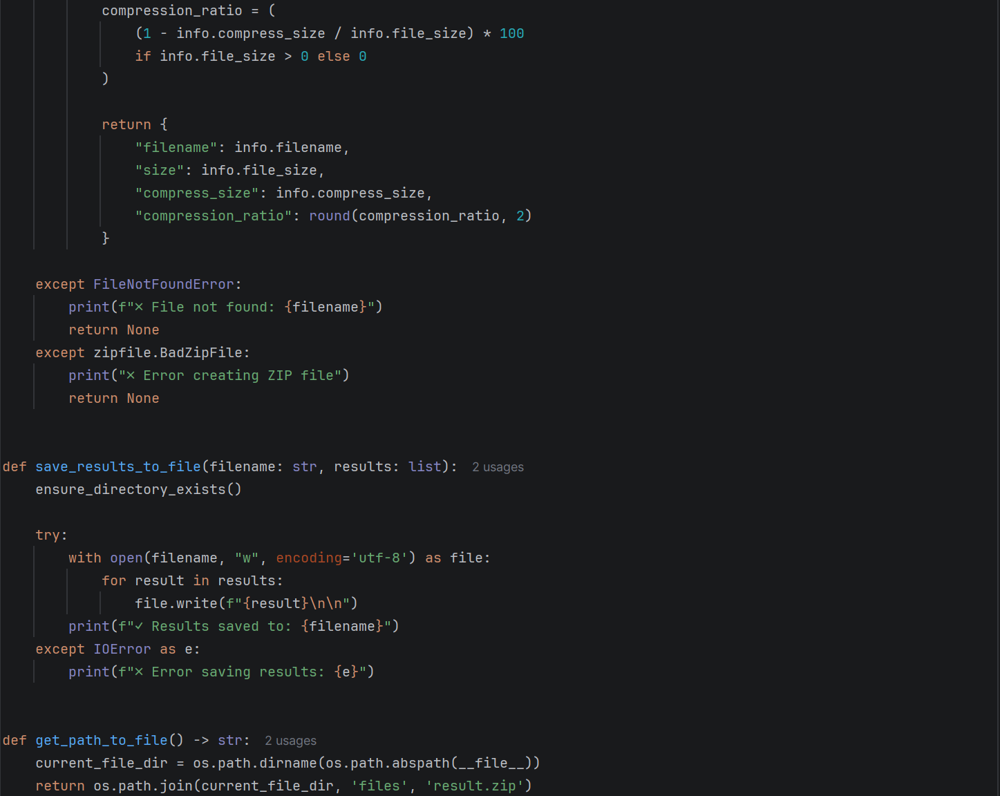 compression_ratio = (
(1 - info.compress_size / info.file_size) * 100
if info.file_size > 0 else 0
)
return {
"filename": info.filename,
"size": info.file_size,
"compress_size": info.compress_size,
"compression_ratio": round(compression_ratio, 2)
}
except FileNotFoundError:
print(f"✕ File not found: {filename}")
return None
except zipfile.BadZipFile:
print("✕ Error creating ZIP file")
return None
def save_results_to_file(filename: str, results: list): 2 usages
ensure_directory_exists()
try:
with open(filename, "w", encoding='utf-8') as file:
for result in results:
file.write(f"{result}\n\n")
print(f"✓ Results saved to: {filename}")
except IOError as e:
print(f"✕ Error saving results: {e}")
def get_path_to_file() -> str: 2 usages
current_file_dir = os.path.dirname(os.path.abspath(__file__))
return os.path.join(current_file_dir, 'files', 'result.zip')